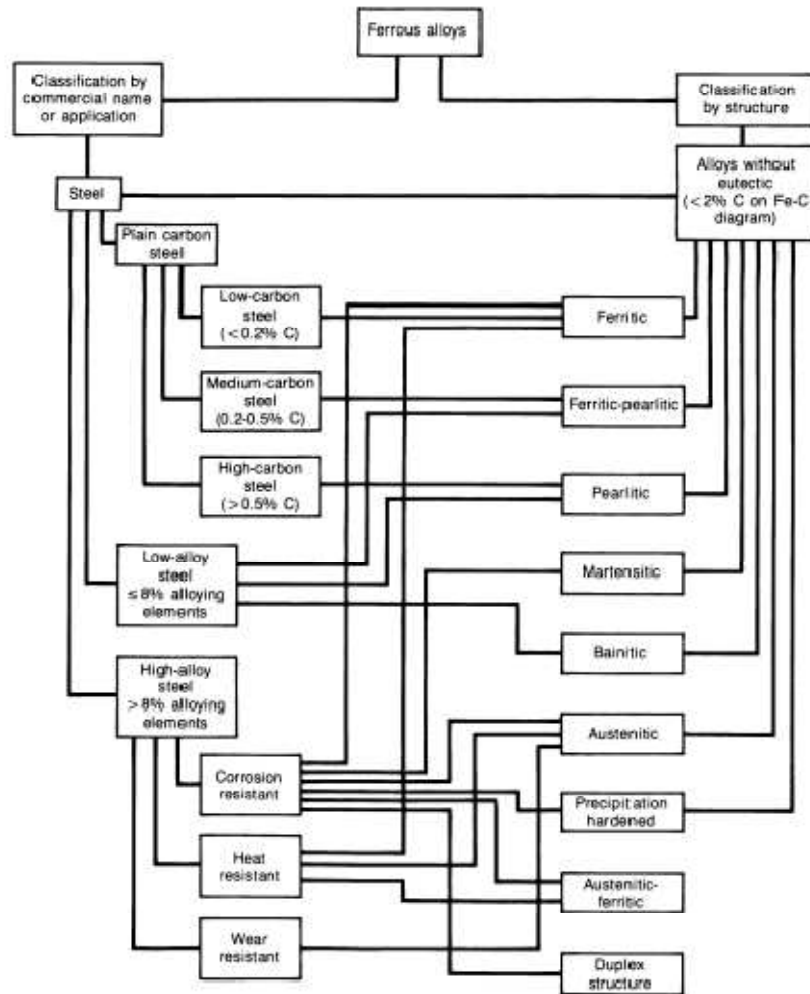 Ferrous alloys
Classification by
commercial name
or application
Classification
by structure
Steel
Alloys without
eutectic
(<2% C on Fe-C
diagram)
Plain carbon
steel
Low-carbon
steel
(<0.2% C)
Ferritic
Medium-carbon
steel
(0.2-0.5% C)
Ferritic-pearlitic
High-carbon
steel
(>0.5% C)
Pearlitic
Low-alloy
steel
≤8% alloying
elements
Martensitic
Bainitic
High-alloy
steel
>8% alloying
elements
Austenitic
Corrosion
resistant
Precipitation
hardened
Heat
resistant
Austenitic-
ferritic
Wear
resistant
Duplex
structure